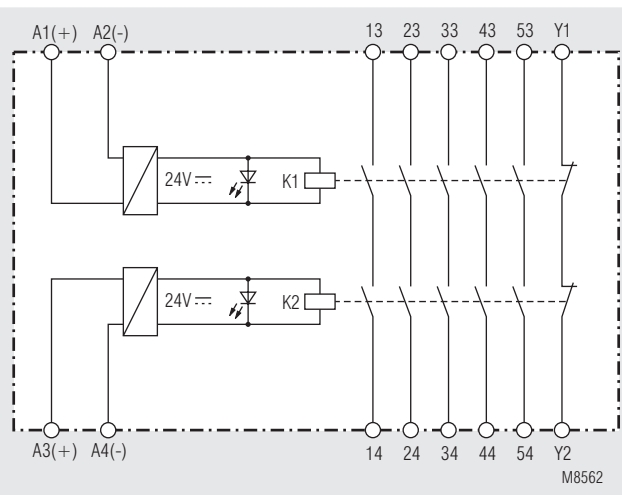 A1(+) A2(-) 13 23 33 43 53 Y1
24V K1
24V K2
A3(+) A4(-) 14 24 34 44 54 Y2
M8562